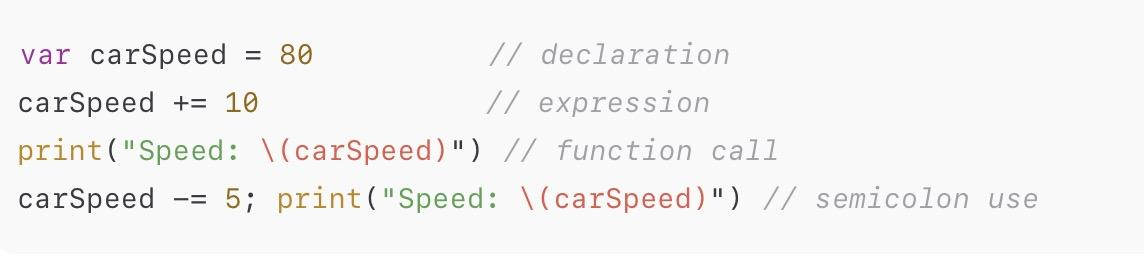 var carSpeed = 80 // declaration
carSpeed += 10 // expression
print("Speed: \(carSpeed)") // function call
carSpeed -= 5; print("Speed: \(carSpeed)") // semicolon use